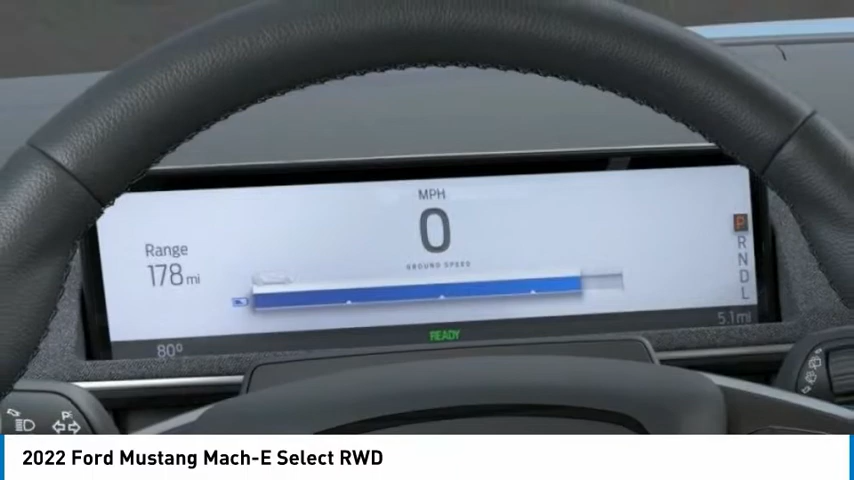 MPH
0
GROUND SPEED
Range
178 mi
P
R
N
D
L
5.1 mi
READY
80°
2022 Ford Mustang Mach-E Select RWD